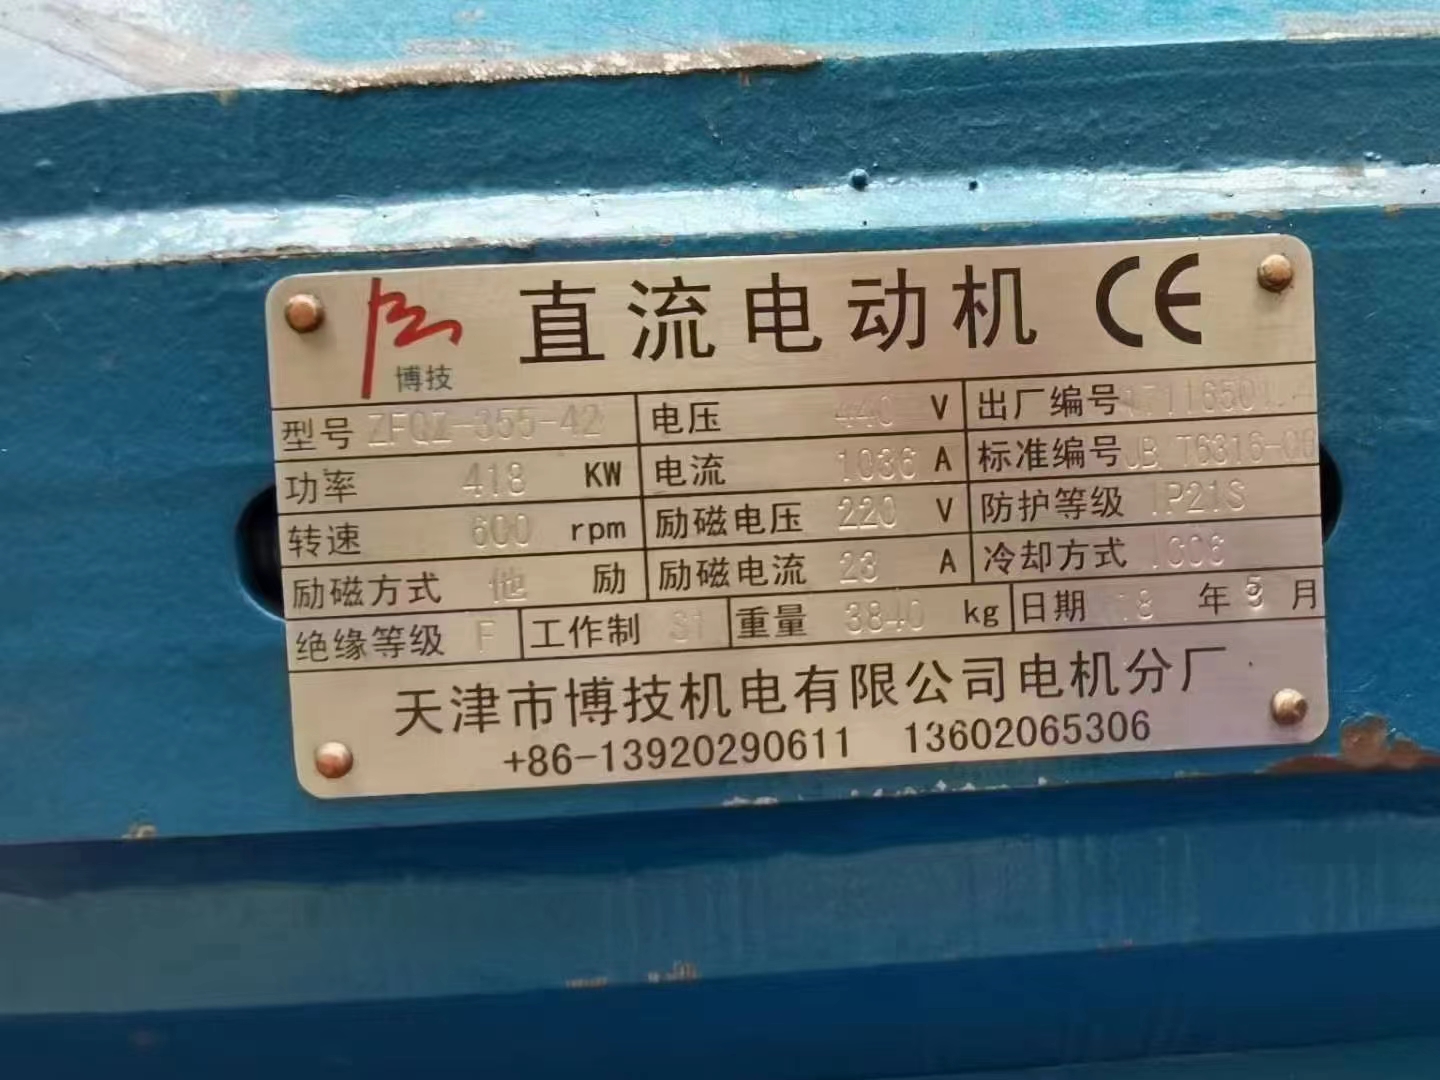 博技
直流电动机 CE
型号 ZFQZ-355-42 电压 440 V 出厂编号
功率 418 KW 电流 1036 A 标准编号 JB T6316-
转速 600 rpm 励磁电压 220 V 防护等级 IP21S
励磁方式 他 励 励磁电流 23 A 冷却方式
绝缘等级 F 工作制 S1 重量 3840 kg 日期 18 年 月
天津市博技机电有限公司电机分厂
+86-13920290611 13602065306